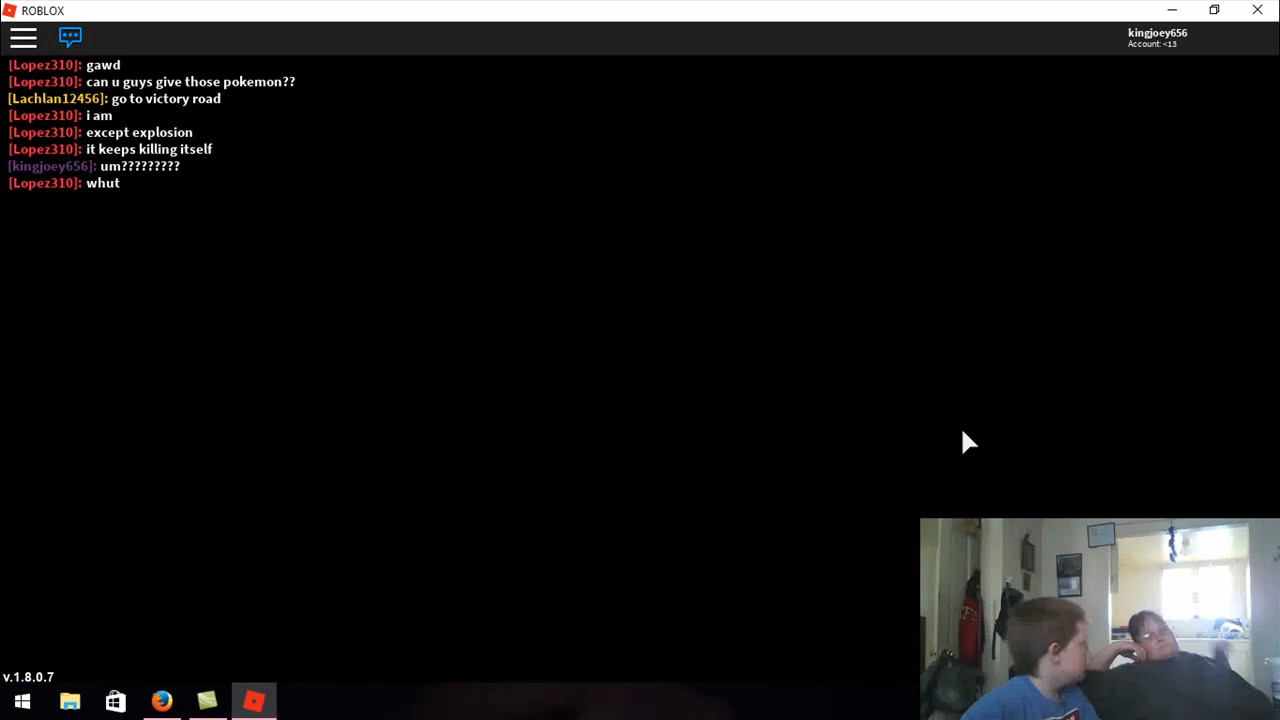 ROBLOX
kingjoey656
Account: <13
[Lopez310]: gawd
[Lopez310]: can u guys give those pokemon??
[Lachlan12456]: go to victory road
[Lopez310]: i am
[Lopez310]: except explosion
[Lopez310]: it keeps killing itself
[kingjoey656]: um?????????
[Lopez310]: whut
v.1.8.0.7